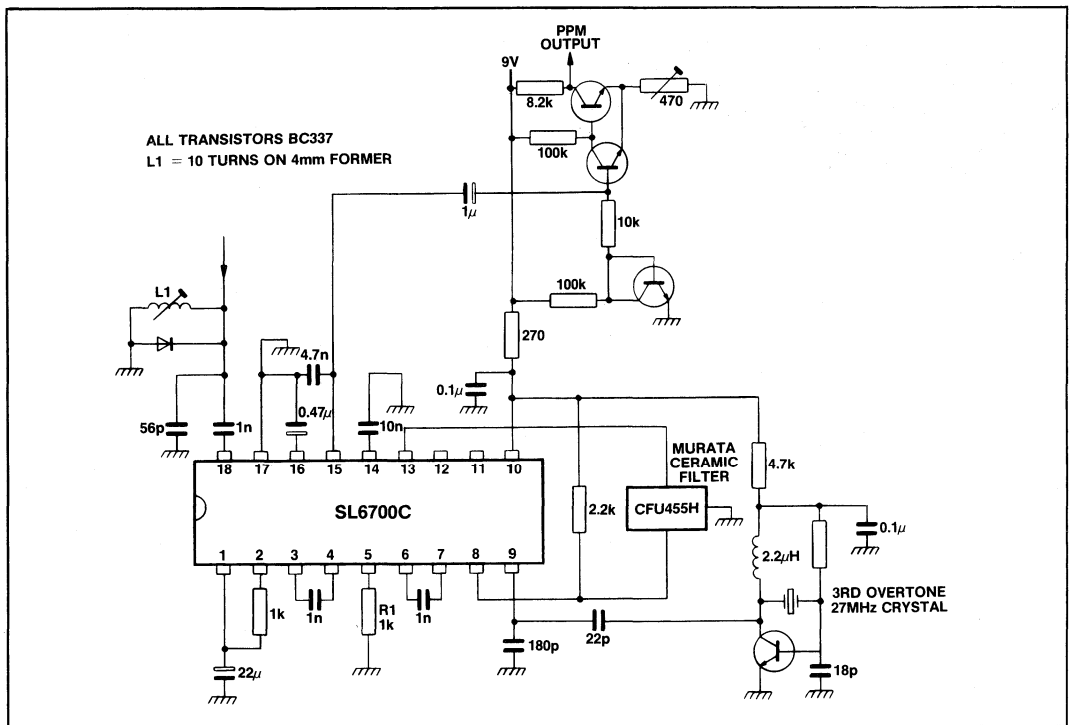 PPM
OUTPUT
9V
8.2k
470
ALL TRANSISTORS BC337
L1 = 10 TURNS ON 4mm FORMER
100k
1μ
10k
L1
100k
270
4.7n
0.1μ
56p
1n
0.47μ
10n
MURATA
CERAMIC
FILTER
4.7k
18 17 16 15 14 13 12 11 10
SL6700C
2.2k
CFU455H
0.1μ
2.2μH
1 2 3 4 5 6 7 8 9
3RD OVERTONE
27MHz CRYSTAL
1k
1n
R1
1k
1n
22p
180p
18p
22μ